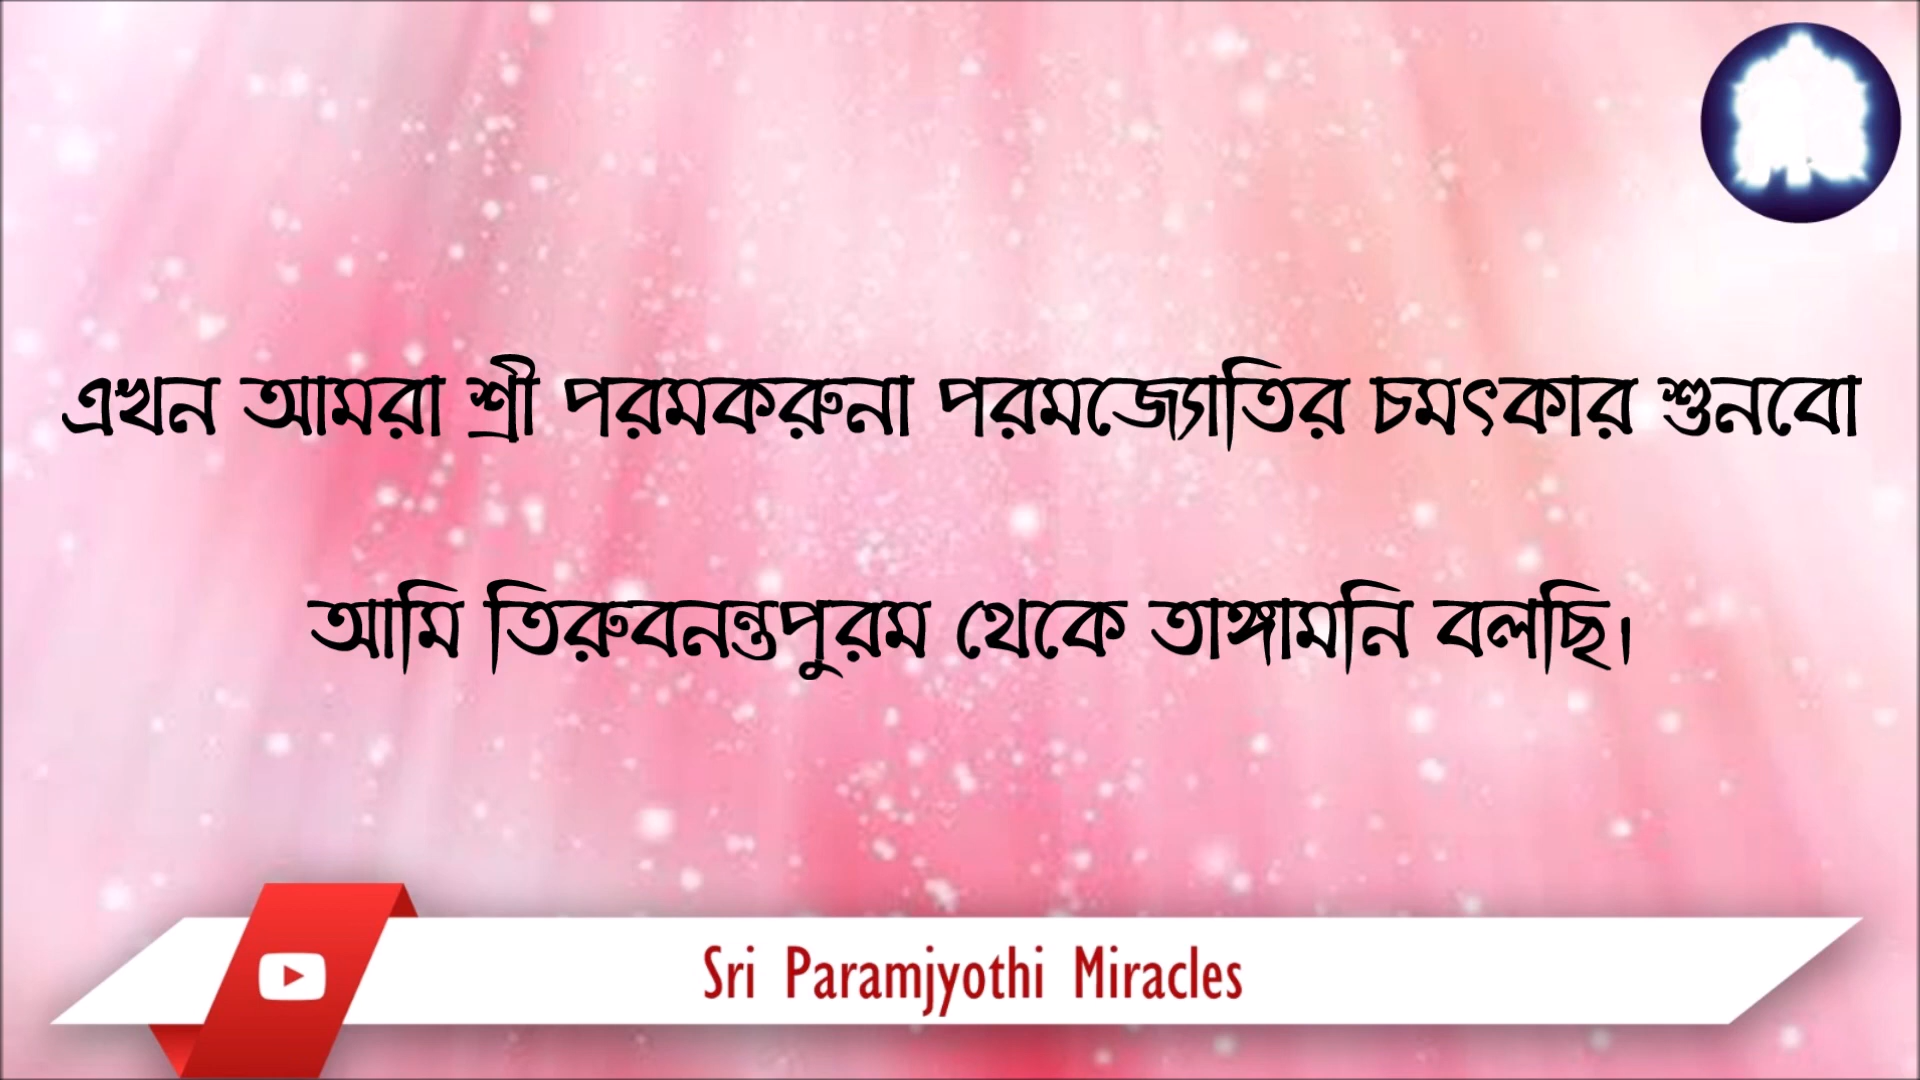 এখন আমরা শ্রী পরমকরুনা পরমজ্যোতির চমৎকার শুনবো
আমি তিরুবনন্তপুরম থেকে তাঙ্গামনি বলছি।
Sri Paramjyothi Miracles